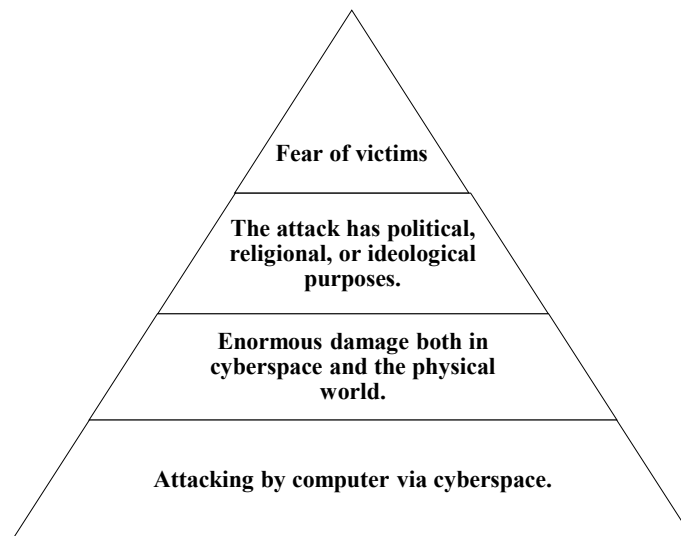 Fear of victims
The attack has political,
religional, or ideological
purposes.
Enormous damage both in
cyberspace and the physical
world.
Attacking by computer via cyberspace.